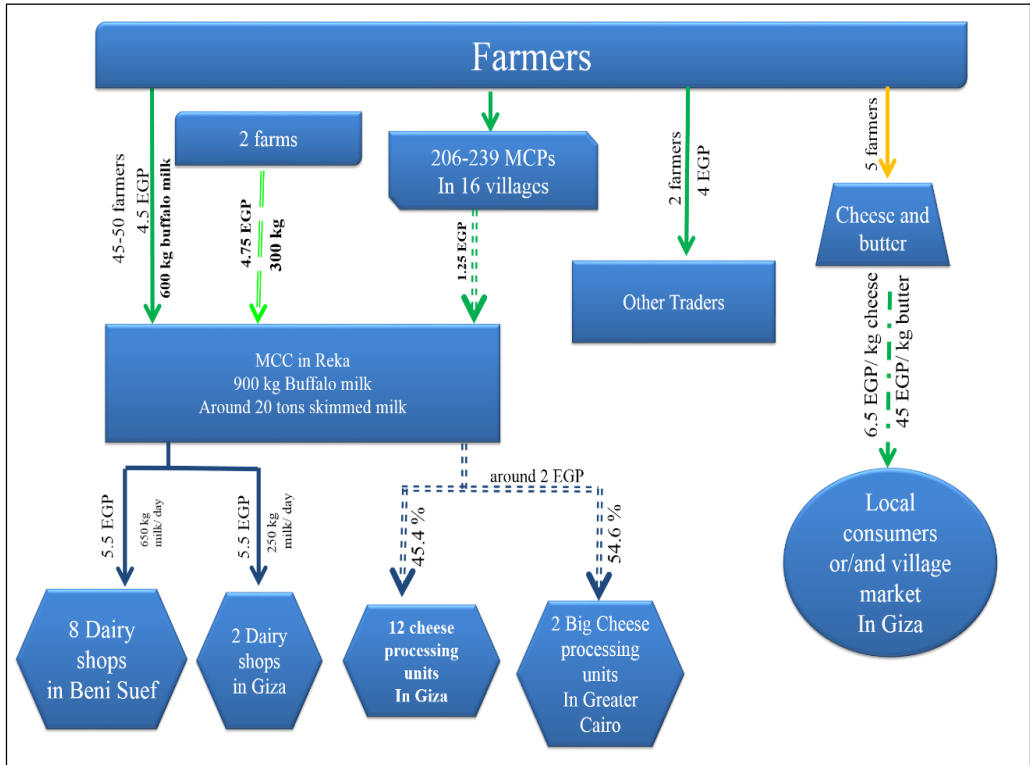 Farmers
45-50 farmers
4.5 EGP
600 kg buffalo milk
2 farms
4.75 EGP
300 kg
206-239 MCPs
In 16 villages
1.25 EGP
2 farmers
4 EGP
Other Traders
5 farmers
Cheese and
butter
6.5 EGP/ kg cheese
45 EGP/ kg butter
MCC in Reka
900 kg Buffalo milk
Around 20 tons skimmed milk
5.5 EGP
650 kg
milk/ day
5.5 EGP
250 kg
milk/ day
around 2 EGP
45.4 %
54.6 %
8 Dairy
shops
in Beni Suef
2 Dairy
shops
in Giza
12 cheese
processing
units
In Giza
2 Big Cheese
processing
units
In Greater
Cairo
Local
consumers
or/and village
market
In Giza